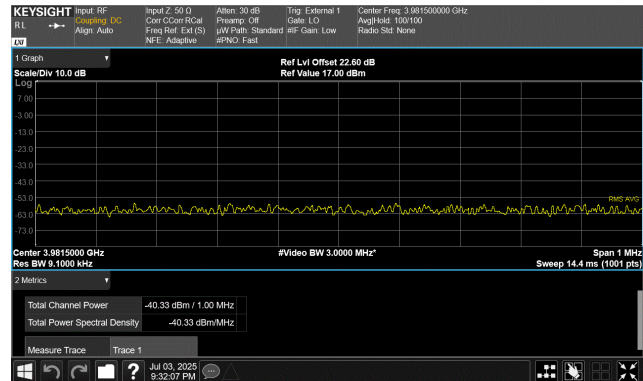 KEYSIGHT Input: RF Input Z: 50 Ω Atten: 30 dB Trig: External 1 Center Freq: 3.981500000 GHz
RL Coupling: DC Corr CCorr RCal Preamp: Off Gate: LO Avg|Hold: 100/100
Align: Auto Freq Ref: Ext (S) µW Path: Standard #IF Gain: Low Radio Std: None
LXI NFE: Adaptive #PNO: Fast
1 Graph
Ref Lvl Offset 22.60 dB
Scale/Div 10.0 dB Ref Value 17.00 dBm
Log
7.00
-3.00
-13.0
-23.0
-33.0
-43.0
-53.0
RMS AVG
-63.0
-73.0
Center 3.9815000 GHz #Video BW 3.0000 MHz* Span 1 MHz
Res BW 9.1000 kHz Sweep 14.4 ms (1001 pts)
2 Metrics
Total Channel Power -40.33 dBm / 1.00 MHz
Total Power Spectral Density -40.33 dBm/MHz
Measure Trace Trace 1
? Jul 03, 2025
9:32:07 PM